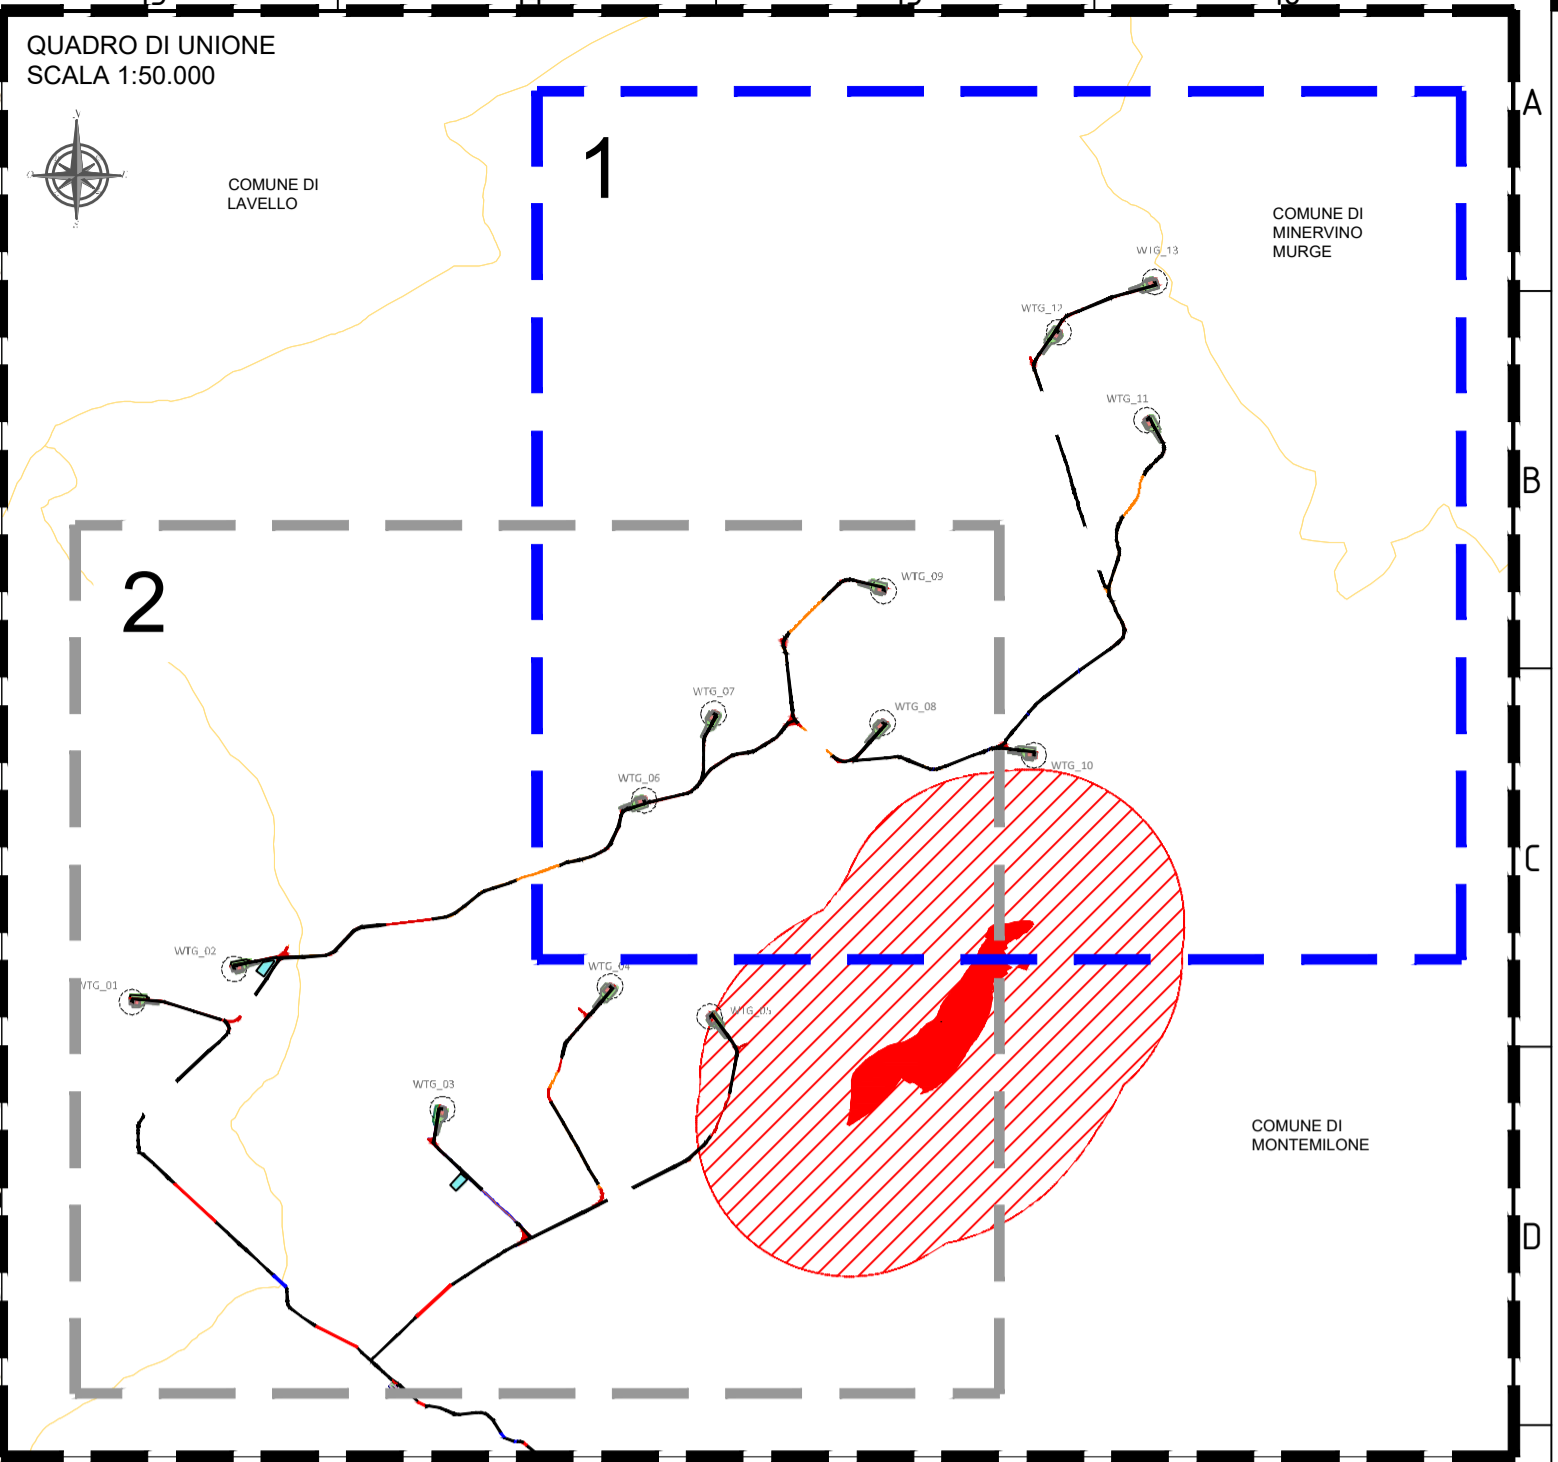 QUADRO DI UNIONE
SCALA 1:50.000
A
1
N
COMUNE DI
LAVELLO
S
COMUNE DI
MINERVINO
MURGE
WTG_13
WTG_12
WTG_11
B
2
WTG_09
WTG_07
WTG_08
WTG_10
WTG_06
C
WTG_02
WTG_04
WTG_01
WTG_05
WTG_03
COMUNE DI
MONTEMILONE
D